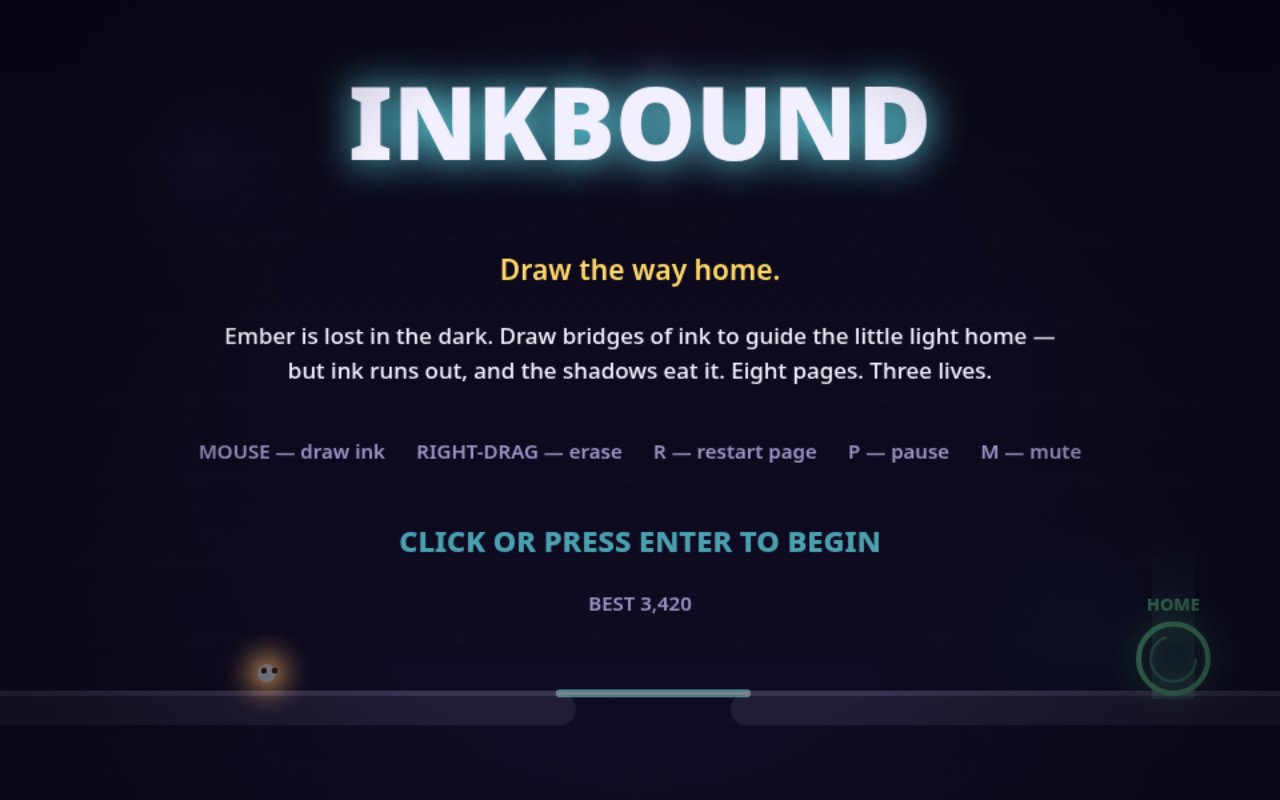 INKBOUND
Draw the way home.
Ember is lost in the dark. Draw bridges of ink to guide the little light home —
but ink runs out, and the shadows eat it. Eight pages. Three lives.
MOUSE — draw ink RIGHT-DRAG — erase R — restart page P — pause M — mute
CLICK OR PRESS ENTER TO BEGIN
BEST 3,420
HOME